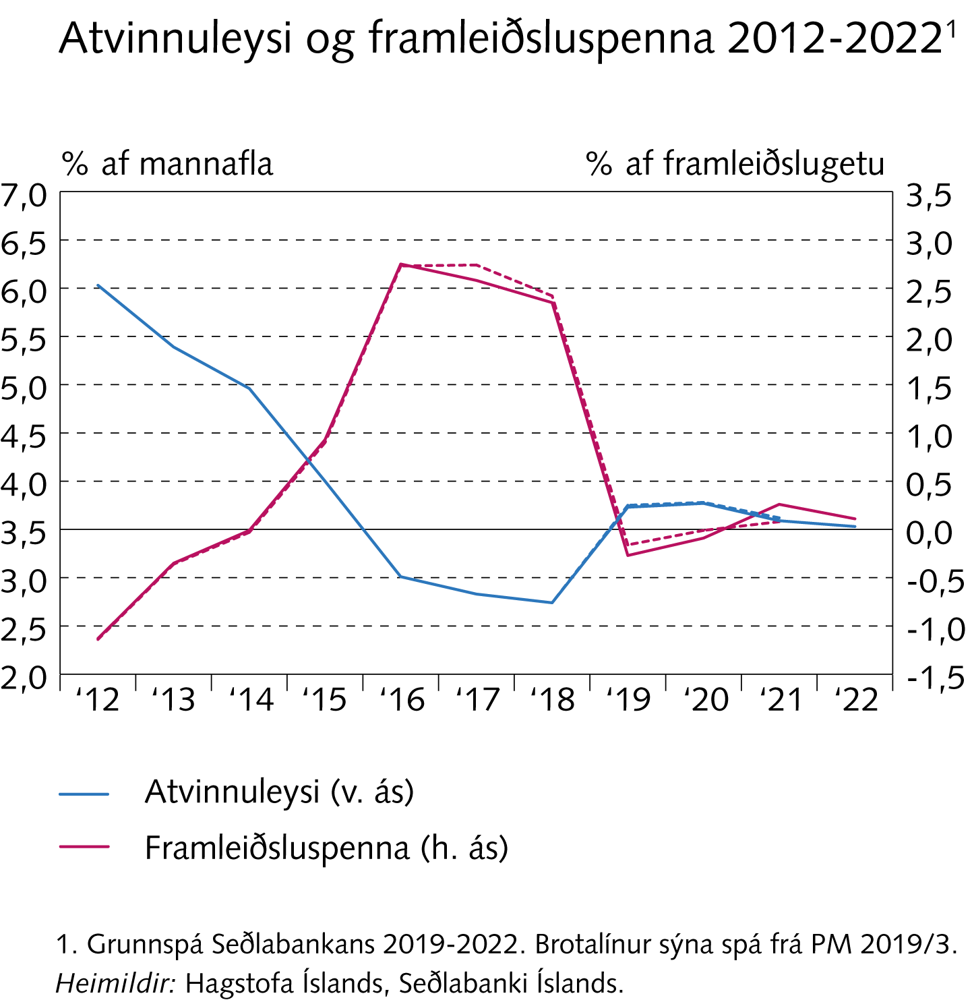 Atvinnuleysi og framleiðsluspenna 2012-2022¹
% af mannafla % af framleiðslugetu
7,0 3,5
6,5 3,0
6,0 2,5
5,5 2,0
5,0 1,5
4,5 1,0
4,0 0,5
3,5 0,0
3,0 -0,5
2,5 -1,0
2,0 -1,5
‘12 ‘13 ‘14 ‘15 ‘16 ‘17 ‘18 ‘19 ‘20 ‘21 ‘22
Atvinnuleysi (v. ás)
Framleiðsluspenna (h. ás)
1. Grunnspá Seðlabankans 2019-2022. Brotalínur sýna spá frá PM 2019/3.
Heimildir: Hagstofa Íslands, Seðlabanki Íslands.